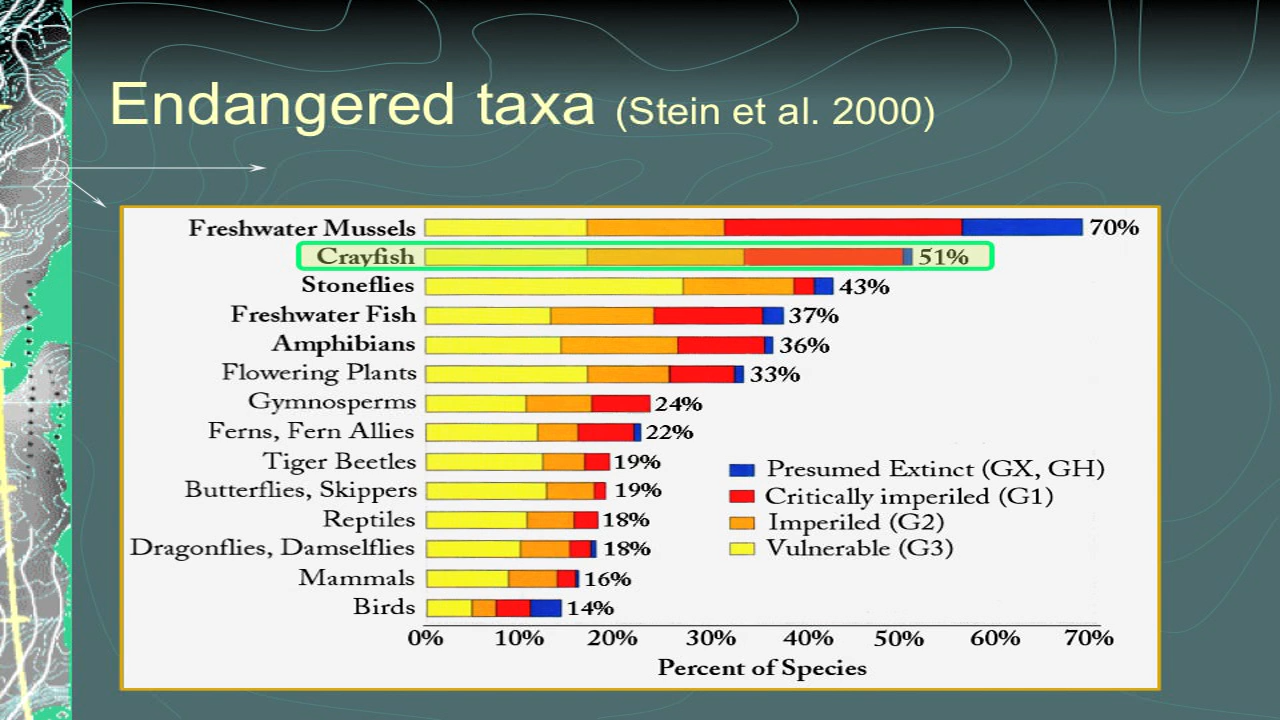 Endangered taxa (Stein et al. 2000)
Freshwater Mussels 70%
Crayfish 51%
Stoneflies 43%
Freshwater Fish 37%
Amphibians 36%
Flowering Plants 33%
Gymnosperms 24%
Ferns, Fern Allies 22%
Tiger Beetles 19%
Butterflies, Skippers 19%
Reptiles 18%
Dragonflies, Damselflies 18%
Mammals 16%
Birds 14%
Presumed Extinct (GX, GH)
Critically imperiled (G1)
Imperiled (G2)
Vulnerable (G3)
0% 10% 20% 30% 40% 50% 60% 70%
Percent of Species